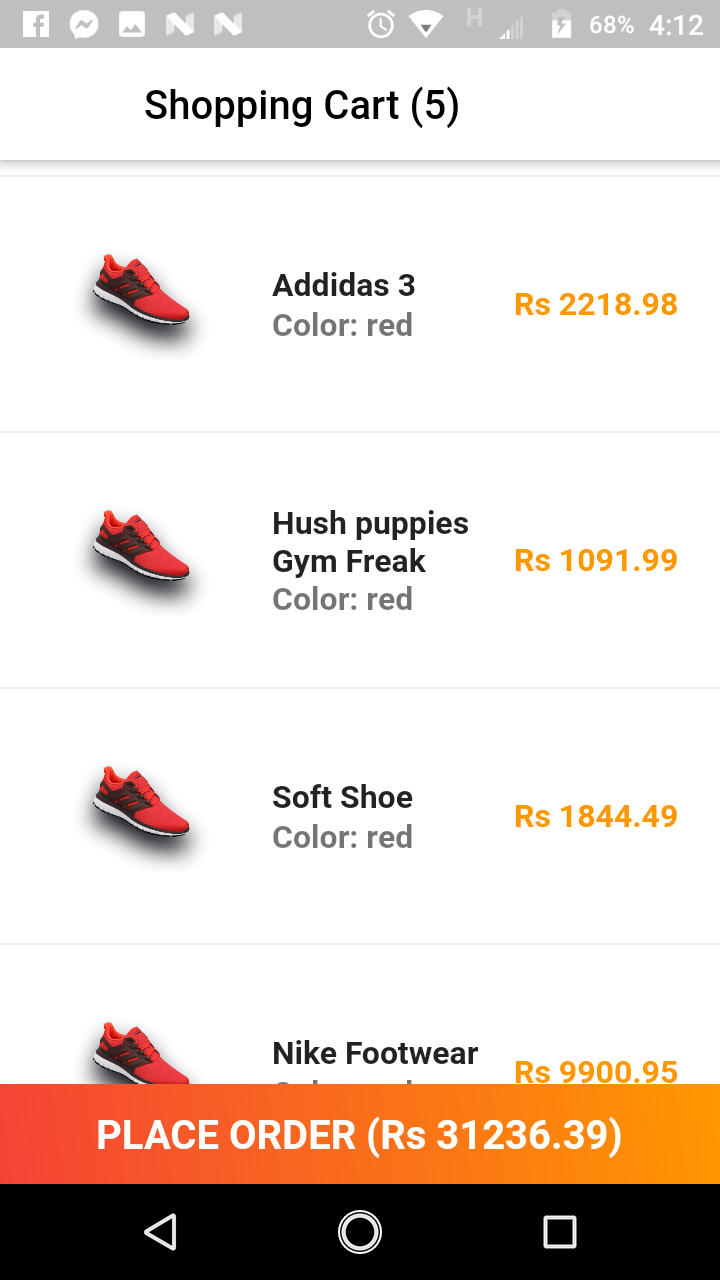 H 68% 4:12
Shopping Cart (5)
Addidas 3
Color: red
Rs 2218.98
Hush puppies
Gym Freak
Color: red
Rs 1091.99
Soft Shoe
Color: red
Rs 1844.49
Nike Footwear
Rs 9900.95
PLACE ORDER (Rs 31236.39)